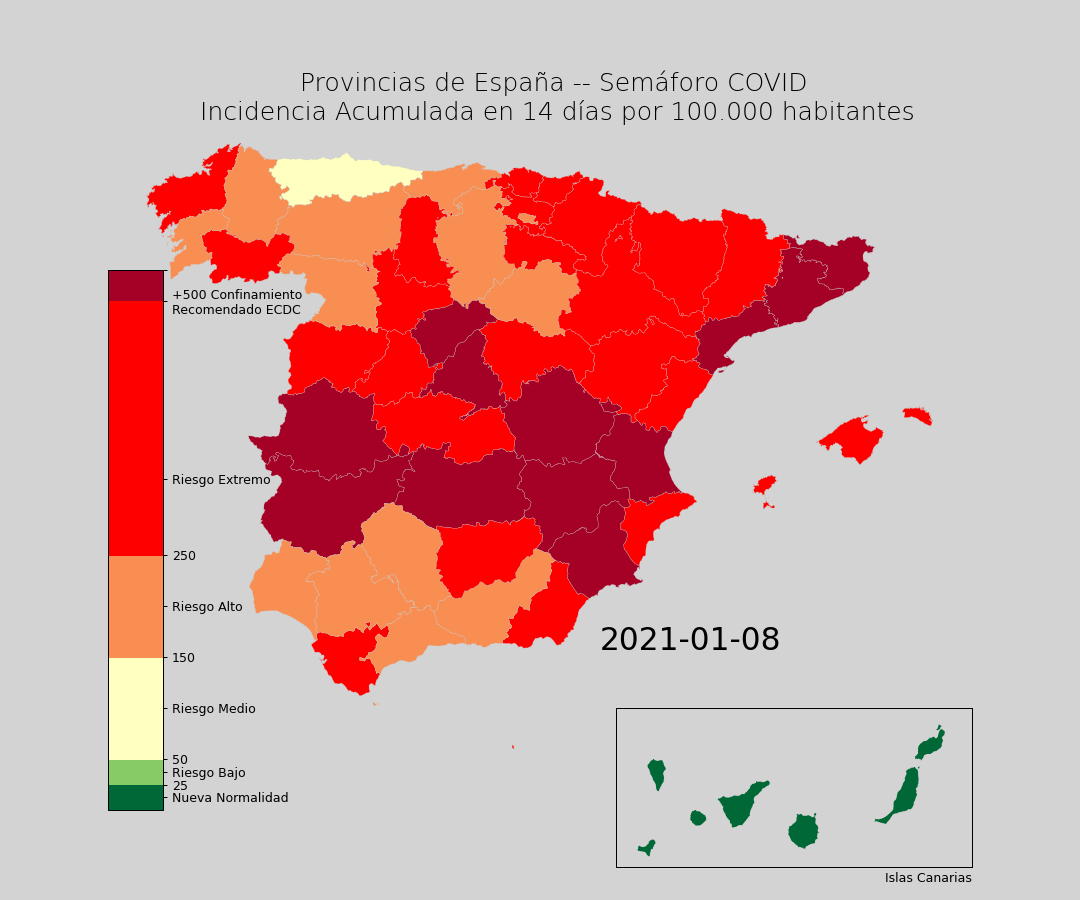 Provincias de España -- Semáforo COVID
Incidencia Acumulada en 14 días por 100.000 habitantes
+500 Confinamiento
Recomendado ECDC
Riesgo Extremo
250
Riesgo Alto
150
Riesgo Medio
50
Riesgo Bajo
25
Nueva Normalidad
2021-01-08
Islas Canarias